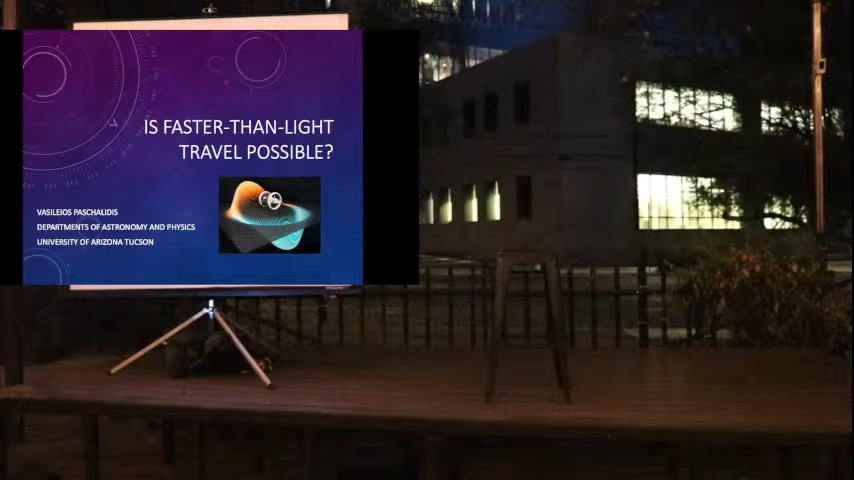 IS FASTER-THAN-LIGHT
TRAVEL POSSIBLE?
VASILEIOS PASCHALIDIS
DEPARTMENTS OF ASTRONOMY AND PHYSICS
UNIVERSITY OF ARIZONA TUCSON